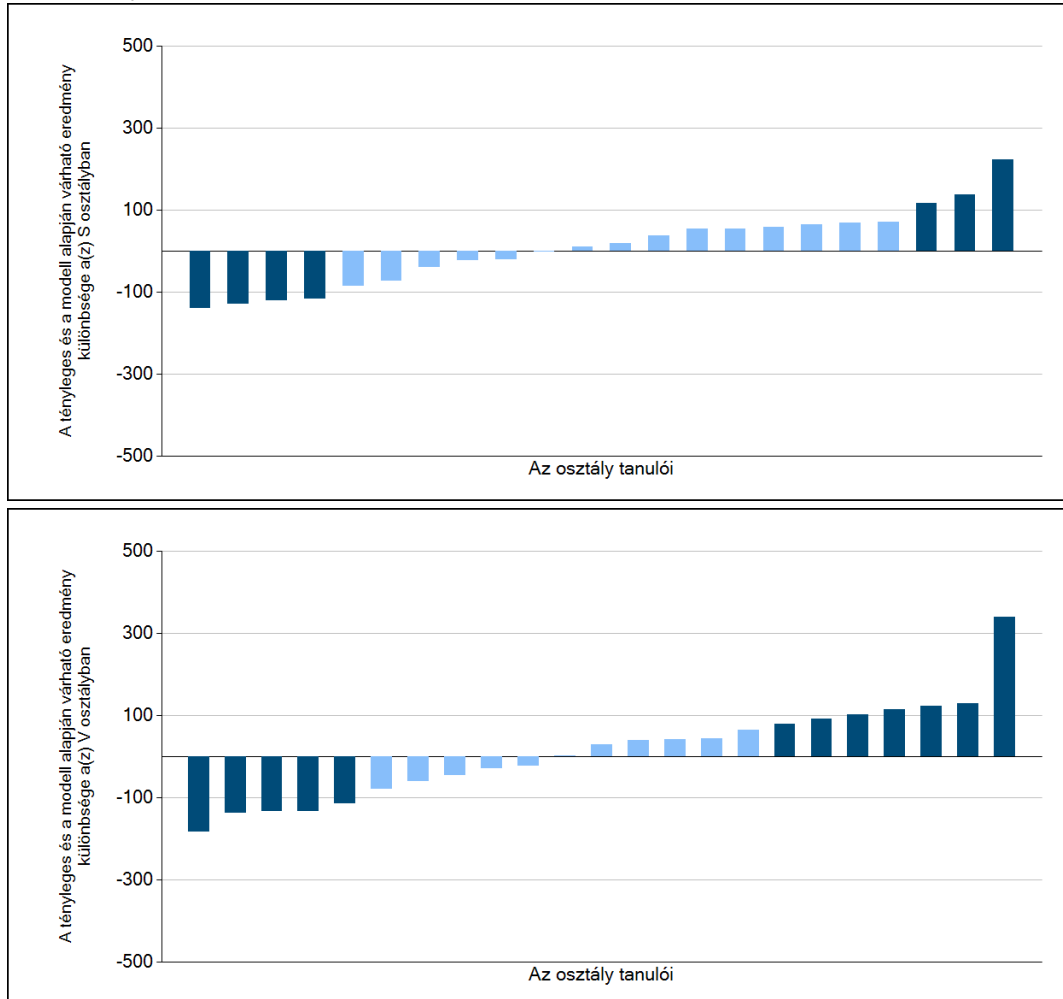 A tényleges és a modell alapján várható eredmény
különbsége a(z) S osztályban
500
300
100
-100
-300
-500
Az osztály tanulói
A tényleges és a modell alapján várható eredmény
különbsége a(z) V osztályban
500
300
100
-100
-300
-500
Az osztály tanulói